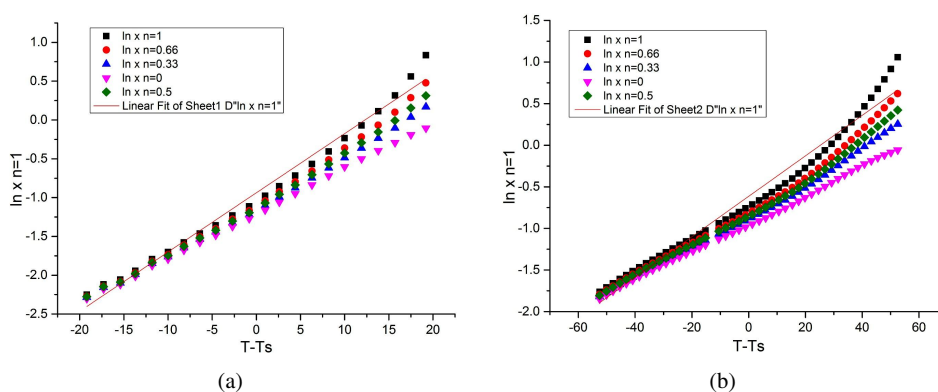 ln x n=1
ln x n=0.66
ln x n=0.33
ln x n=0
ln x n=0.5
Linear Fit of Sheet1 D"ln x n=1"
ln x n=1
1.0
0.5
0.0
-0.5
-1.0
-1.5
-2.0
-2.5
-20 -15 -10 -5 0 5 10 15 20
T-Ts
(a)
ln x n=1
ln x n=0.66
ln x n=0.33
ln x n=0
ln x n=0.5
Linear Fit of Sheet2 D"ln x n=1"
ln x n=1
1.0
0.5
0.0
-0.5
-1.0
-1.5
-2.0
-60 -40 -20 0 20 40 60
T-Ts
(b)